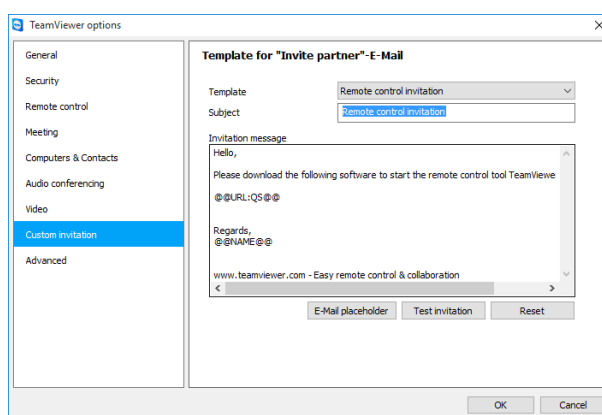 TeamViewer options
General
Security
Remote control
Meeting
Computers & Contacts
Audio conferencing
Video
Custom invitation
Advanced
Template for "Invite partner"-E-Mail
Template
Remote control invitation
Subject
Remote control invitation
Invitation message
Hello,
Please download the following software to start the remote control tool TeamViewe
@@URL:QS@@
Regards,
@@NAME@@
www.teamviewer.com - Easy remote control & collaboration
E-Mail placeholder
Test invitation
Reset
OK
Cancel